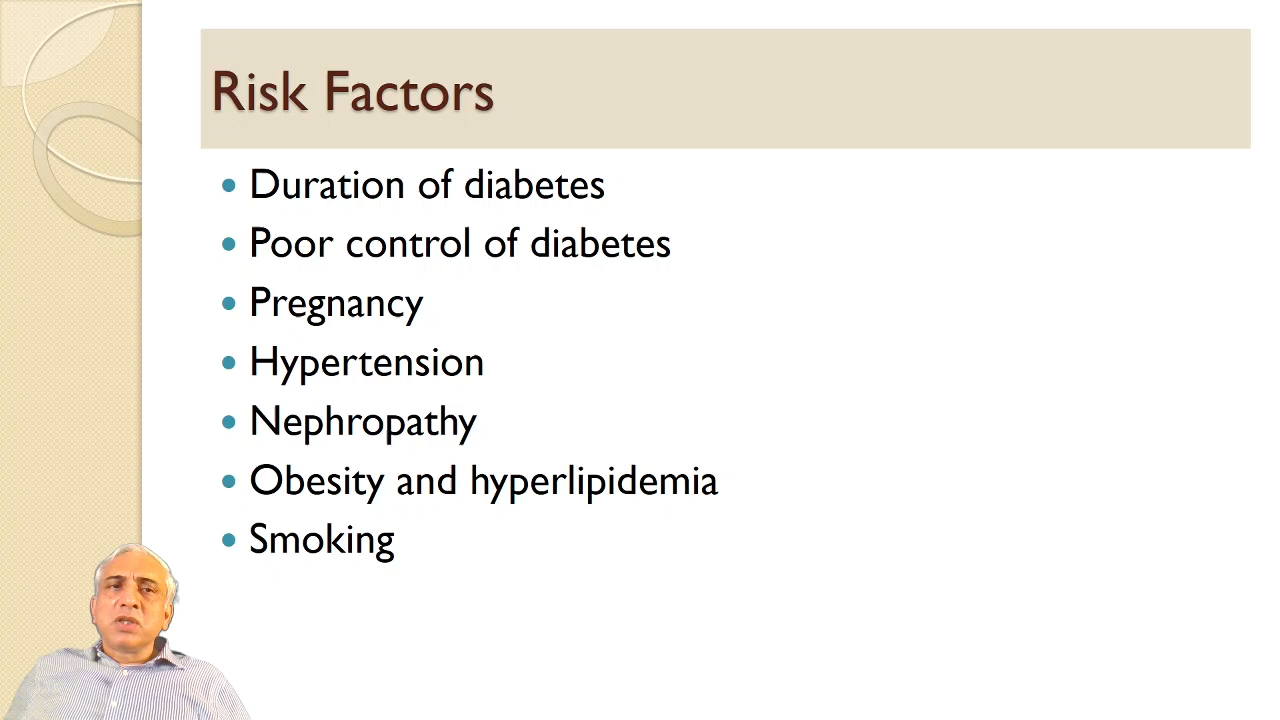 Risk Factors
Duration of diabetes
Poor control of diabetes
Pregnancy
Hypertension
Nephropathy
Obesity and hyperlipidemia
Smoking